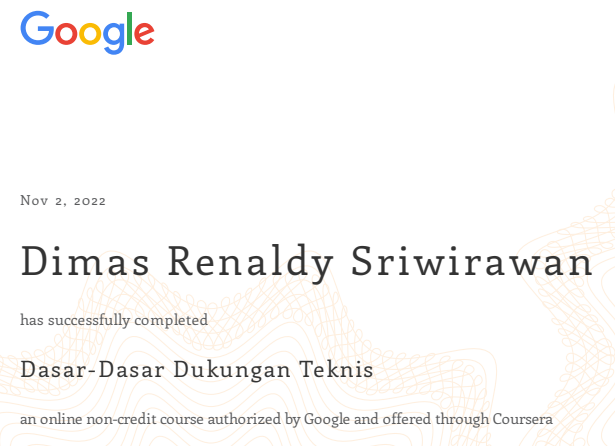 Google
Nov 2, 2022
Dimas Renaldy Sriwirawan
has successfully completed
Dasar-Dasar Dukungan Teknis
an online non-credit course authorized by Google and offered through Coursera